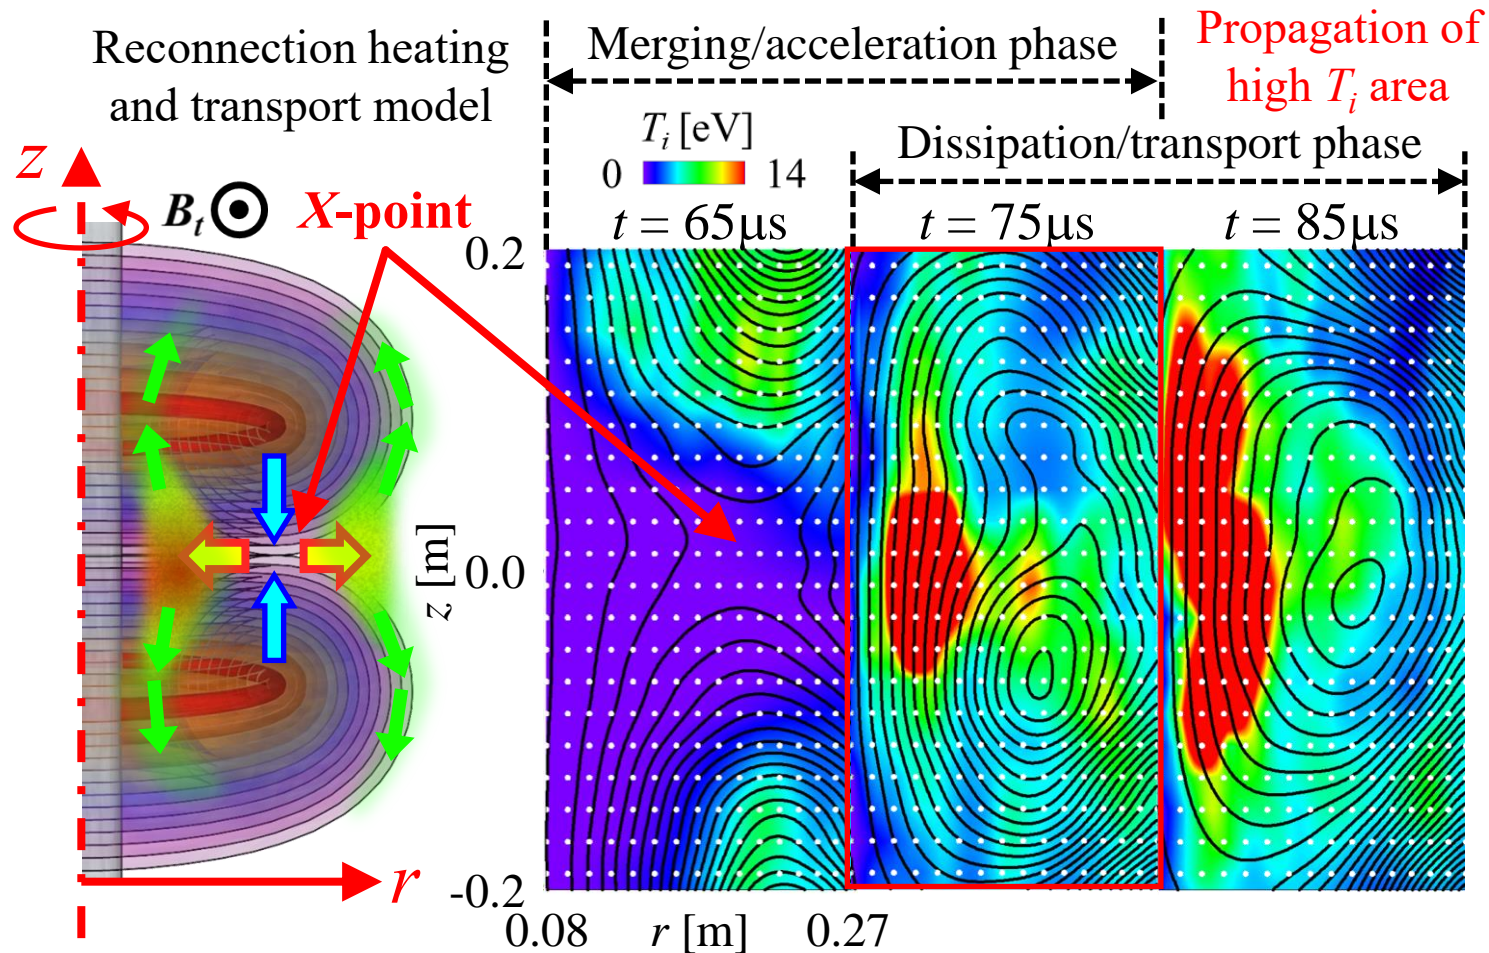 Reconnection heating
and transport model
Merging/acceleration phase
Propagation of
high Ti area
Ti [eV]
0 14
Dissipation/transport phase
z
Bt
X-point
t = 65μs
t = 75μs
t = 85μs
0.2
0.0
-0.2
z [m]
r
0.08 r [m] 0.27